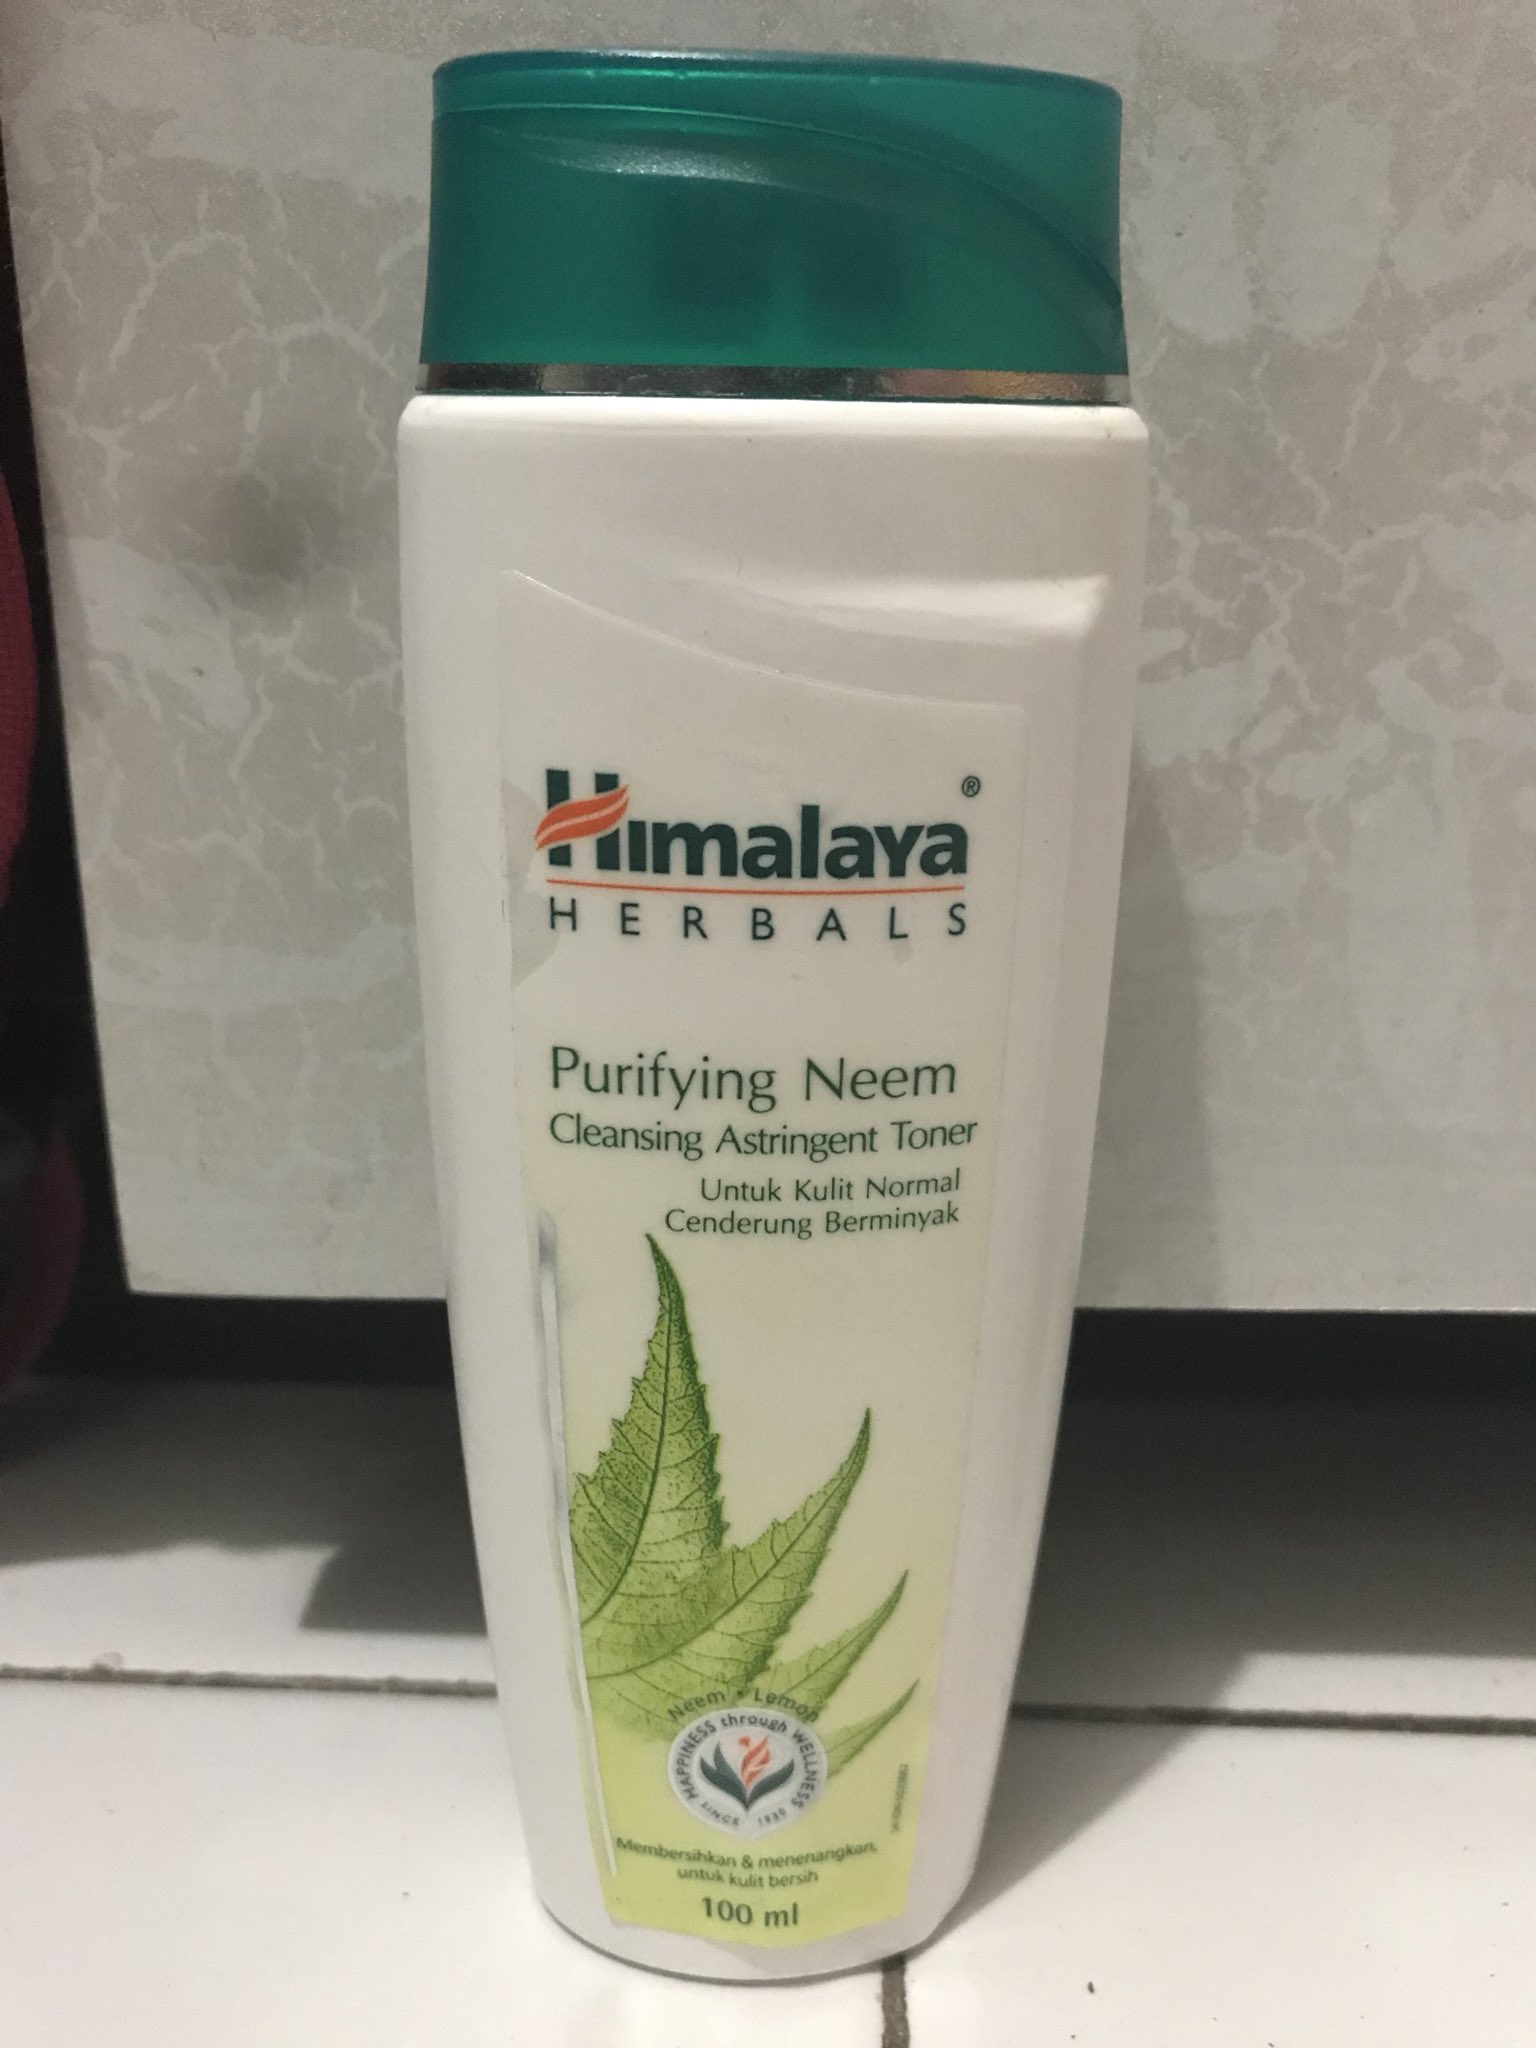 Himalaya®
HERBALS
Purifying Neem
Cleansing Astringent Toner
Untuk Kulit Normal
Cenderung Berminyak
Neem • Lemon
HAPPINESS through WELLNESS
SINCE 1930
Membersihkan & menenangkan,
untuk kulit bersih
100 ml